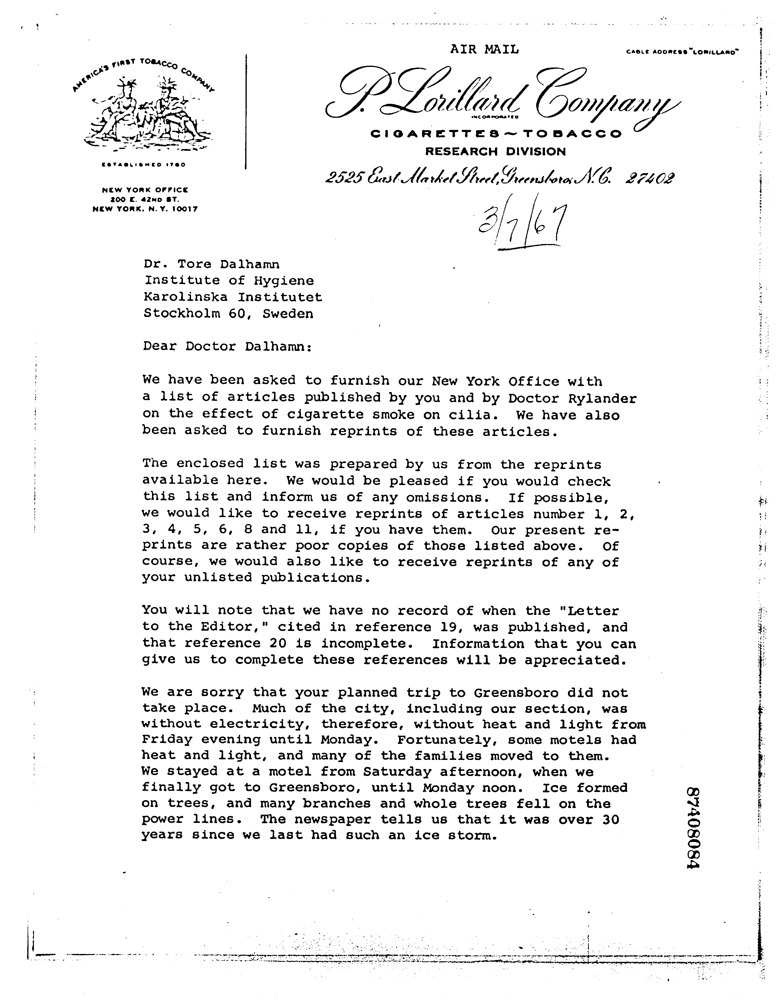 AIR MAIL
CABLE ADDRESS "LORILLARD"
AMERICA'S FIRST TOBACCO COMPANY
ESTABLISHED 1760
NEW YORK OFFICE
200 E. 42ND ST.
NEW YORK, N. Y. 10017
P. Lorillard Company
INCORPORATED
CIGARETTES~TOBACCO
RESEARCH DIVISION
2525 East Market Street, Greensboro, N.C. 27402
3/7/67
Dr. Tore Dalhamn
Institute of Hygiene
Karolinska Institutet
Stockholm 60, Sweden
Dear Doctor Dalhamn:
We have been asked to furnish our New York Office with
a list of articles published by you and by Doctor Rylander
on the effect of cigarette smoke on cilia. We have also
been asked to furnish reprints of these articles.
The enclosed list was prepared by us from the reprints
available here. We would be pleased if you would check
this list and inform us of any omissions. If possible,
we would like to receive reprints of articles number 1, 2,
3, 4, 5, 6, 8 and 11, if you have them. Our present re-
prints are rather poor copies of those listed above. Of
course, we would also like to receive reprints of any of
your unlisted publications.
You will note that we have no record of when the "Letter
to the Editor," cited in reference 19, was published, and
that reference 20 is incomplete. Information that you can
give us to complete these references will be appreciated.
We are sorry that your planned trip to Greensboro did not
take place. Much of the city, including our section, was
without electricity, therefore, without heat and light from
Friday evening until Monday. Fortunately, some motels had
heat and light, and many of the families moved to them.
We stayed at a motel from Saturday afternoon, when we
finally got to Greensboro, until Monday noon. Ice formed
on trees, and many branches and whole trees fell on the
power lines. The newspaper tells us that it was over 30
years since we last had such an ice storm.
87408084